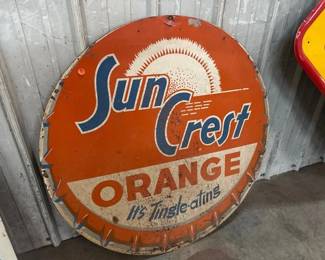 Sun
Crest
ORANGE
It's Tingle-ating